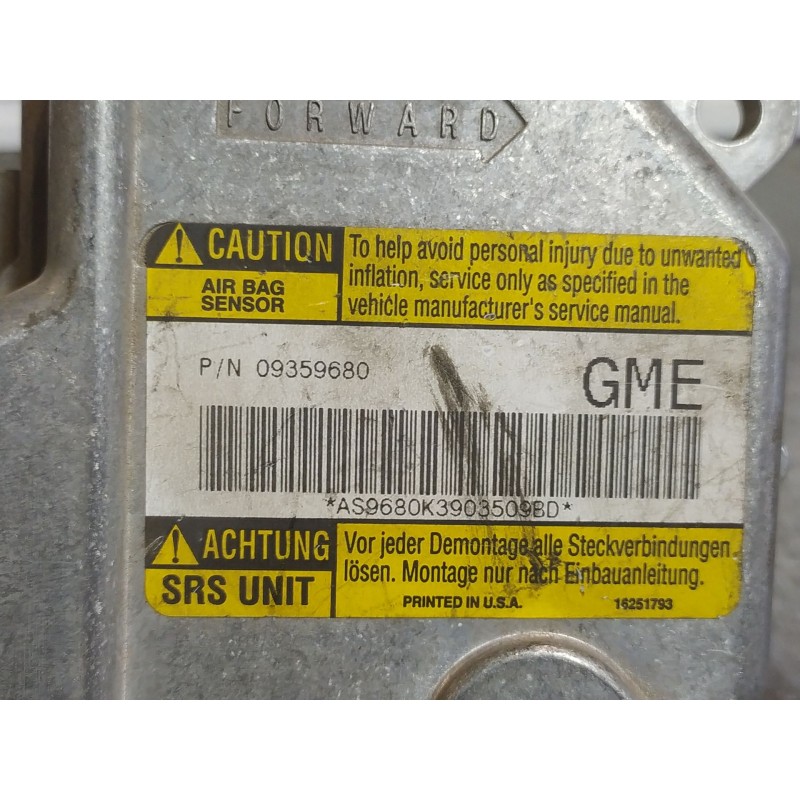 FORWARD
CAUTION
AIR BAG
SENSOR
To help avoid personal injury due to unwanted
inflation, service only as specified in the
vehicle manufacturer's service manual.
P/N 09359680
GME
*AS9680K3903509BD*
ACHTUNG
SRS UNIT
Vor jeder Demontage alle Steckverbindungen
lösen. Montage nur nach Einbauanleitung.
PRINTED IN U.S.A.
16251793